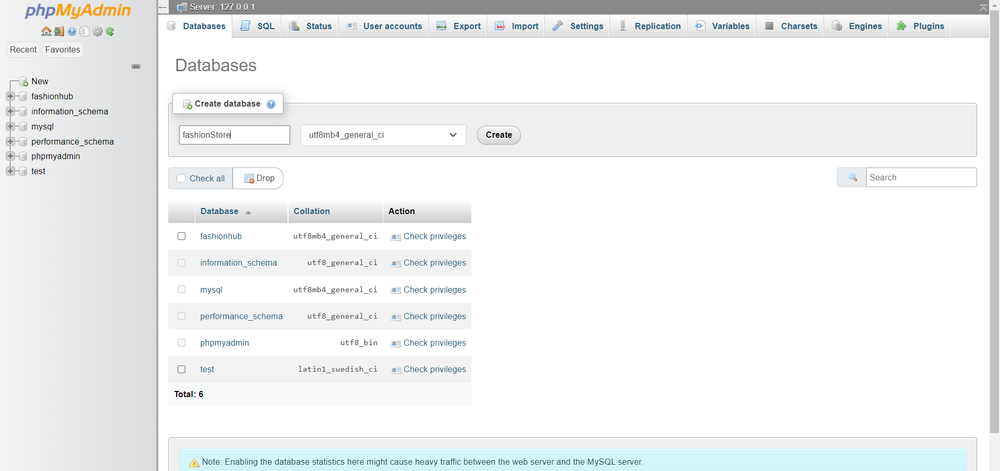 phpMyAdmin
Recent Favorites
New
fashionhub
information_schema
mysql
performance_schema
phpmyadmin
test
Server: 127.0.0.1
Databases SQL Status User accounts Export Import Settings Replication Variables Charsets Engines Plugins
Databases
Create database
fashionStore utf8mb4_general_ci Create
Check all Drop Search
Database Collation Action
fashionhub utf8mb4_general_ci Check privileges
information_schema utf8_general_ci Check privileges
mysql utf8mb4_general_ci Check privileges
performance_schema utf8_general_ci Check privileges
phpmyadmin utf8_bin Check privileges
test latin1_swedish_ci Check privileges
Total: 6
Note: Enabling the database statistics here might cause heavy traffic between the web server and the MySQL server.